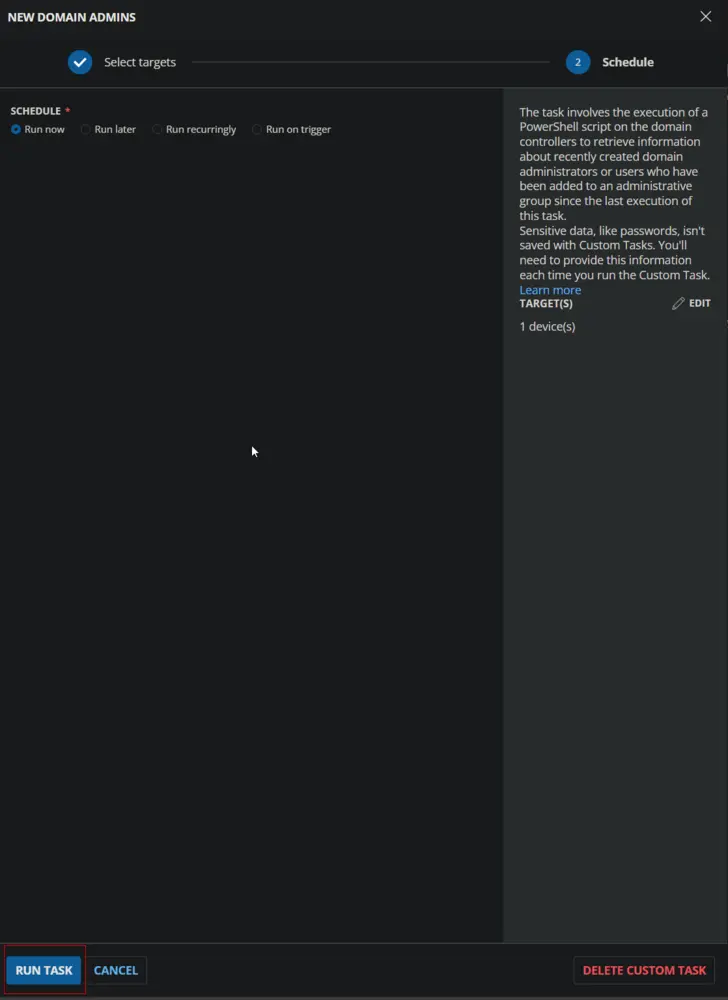 NEW DOMAIN ADMINS
Select targets
2
Schedule
SCHEDULE *
Run now
Run later
Run recurringly
Run on trigger
The task involves the execution of a
PowerShell script on the domain
controllers to retrieve information
about recently created domain
administrators or users who have
been added to an administrative
group since the last execution of
this task.
Sensitive data, like passwords, isn't
saved with Custom Tasks. You'll
need to provide this information
each time you run the Custom Task.
Learn more
TARGET(S)
EDIT
1 device(s)
RUN TASK
CANCEL
DELETE CUSTOM TASK